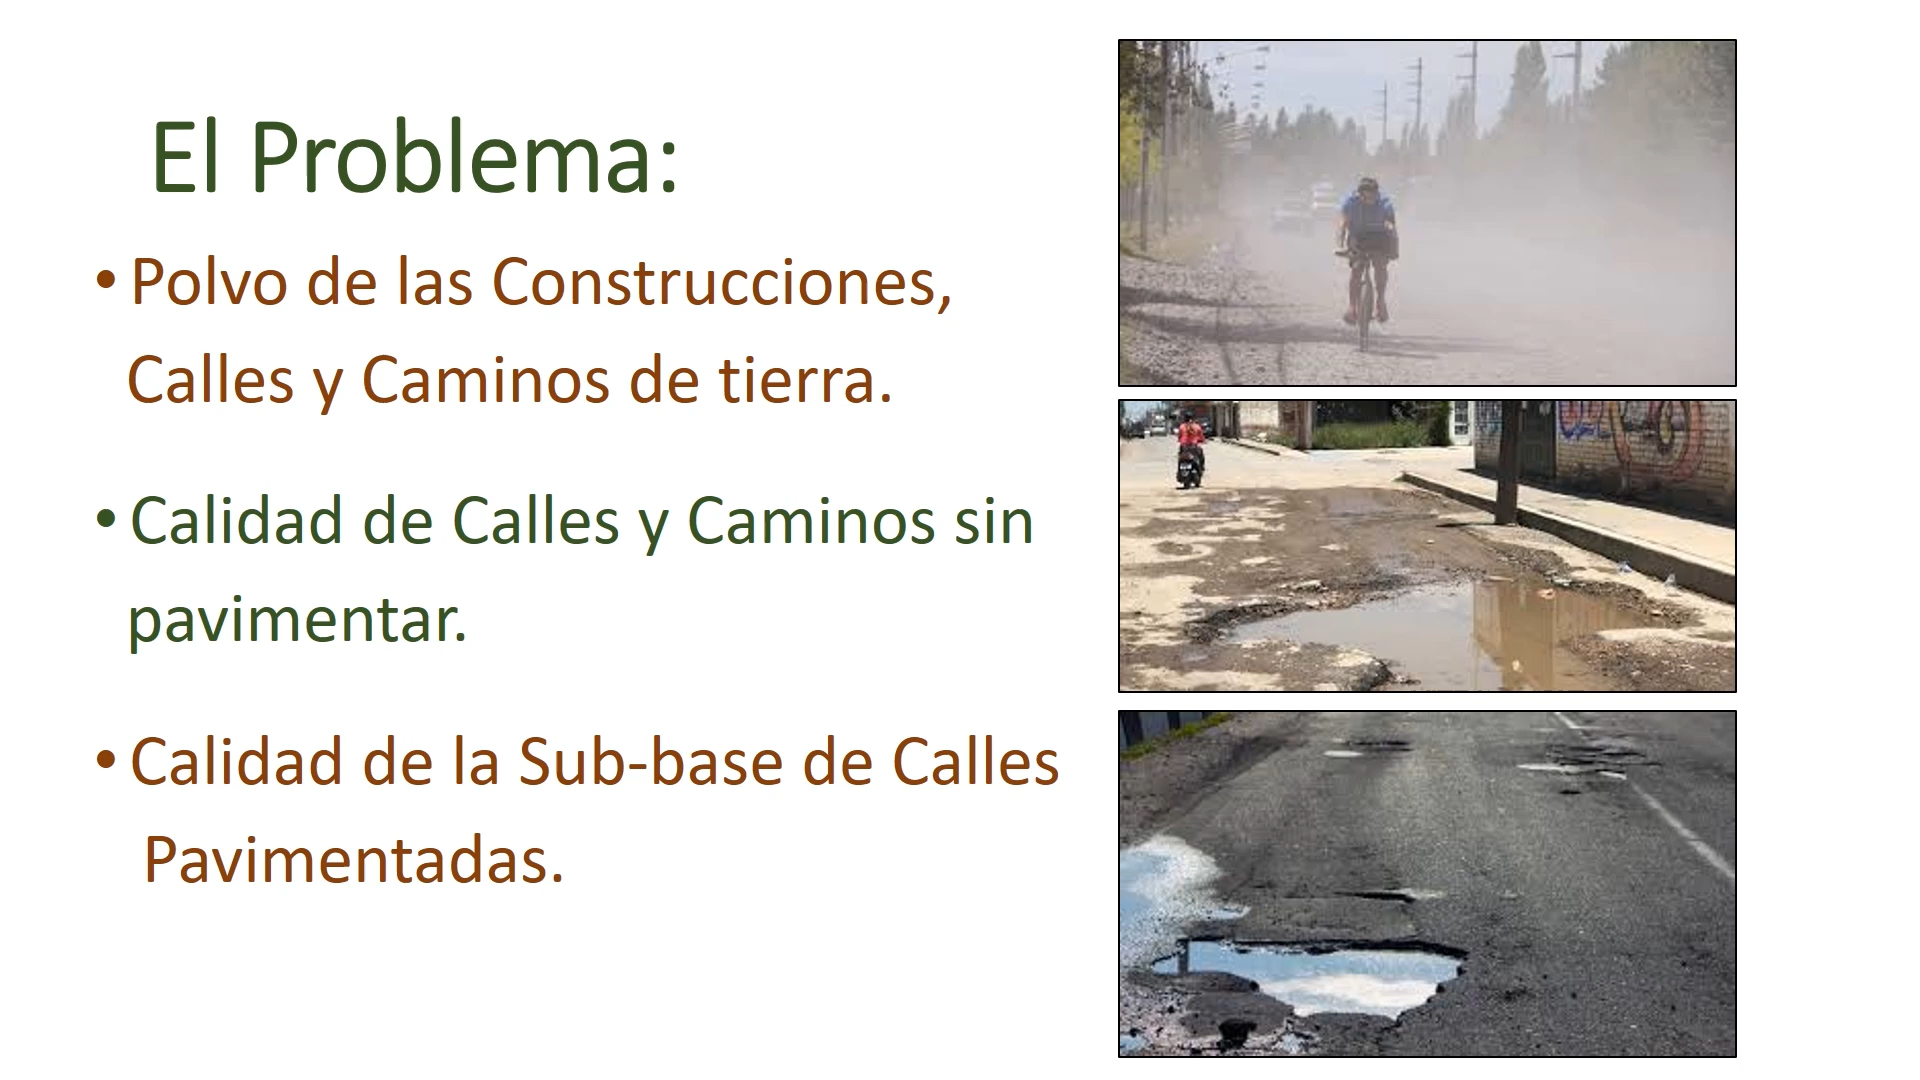 El Problema:
• Polvo de las Construcciones,
Calles y Caminos de tierra.
• Calidad de Calles y Caminos sin
pavimentar.
• Calidad de la Sub-base de Calles
Pavimentadas.